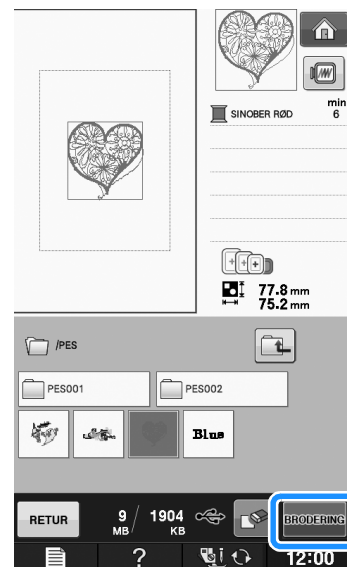 SINOBER RØD
min
6
77.8 mm
75.2 mm
/PES
PES001
PES002
Blue
RETUR
9 MB / 1904 KB
BRODERING
?
i
12:00